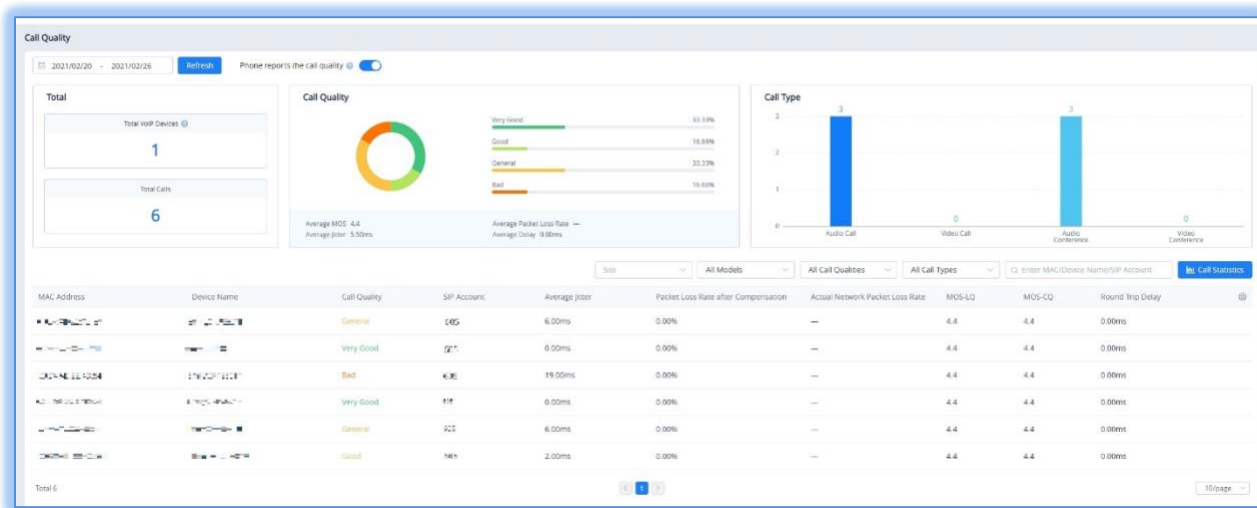 Call Quality
2021/02/20 - 2021/02/26 Refresh Phone reports the call quality
Total
Total VoIP Devices
1
Total Calls
6
Call Quality
Very Good 33.33%
Good 16.66%
General 33.33%
Bad 16.66%
Average MOS 4.4 Average Packet Loss Rate —
Average Jitter 5.50ms Average Delay 0.00ms
Call Type
3
2
1
0
3
0
3
0
Audio Call
Video Call
Audio Conference
Video Conference
Site All Models All Call Qualities All Call Types Enter MAC/Device Name/SIP Account Call Statistics
MAC Address Device Name Call Quality SIP Account Average Jitter Packet Loss Rate after Compensation Actual Network Packet Loss Rate MOS-LQ MOS-CQ Round Trip Delay
General 6.00ms 0.00% — 4.4 4.4 0.00ms
Very Good 0.00ms 0.00% — 4.4 4.4 0.00ms
Bad 19.00ms 0.00% — 4.4 4.4 0.00ms
Very Good 0.00ms 0.00% — 4.4 4.4 0.00ms
General 6.00ms 0.00% — 4.4 4.4 0.00ms
Good 2.00ms 0.00% — 4.4 4.4 0.00ms
Total 6 < 1 > 10/page